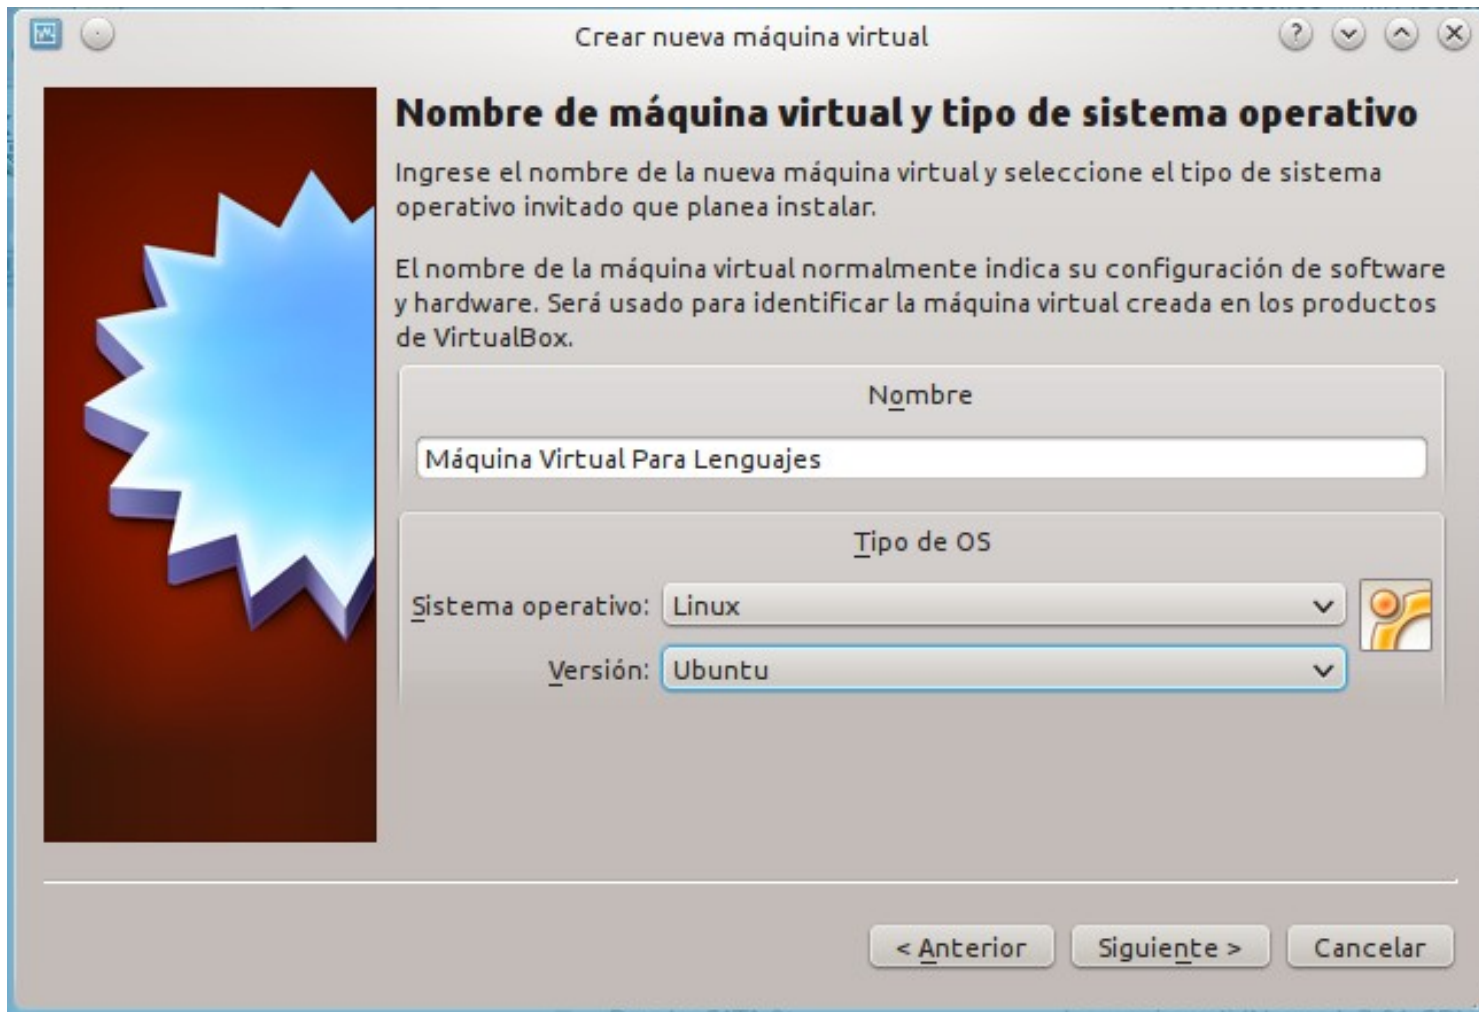 Crear nueva máquina virtual
Nombre de máquina virtual y tipo de sistema operativo
Ingrese el nombre de la nueva máquina virtual y seleccione el tipo de sistema
operativo invitado que planea instalar.
El nombre de la máquina virtual normalmente indica su configuración de software
y hardware. Será usado para identificar la máquina virtual creada en los productos
de VirtualBox.
Nombre
Máquina Virtual Para Lenguajes
Tipo de OS
Sistema operativo: Linux
Versión: Ubuntu
< Anterior Siguiente > Cancelar